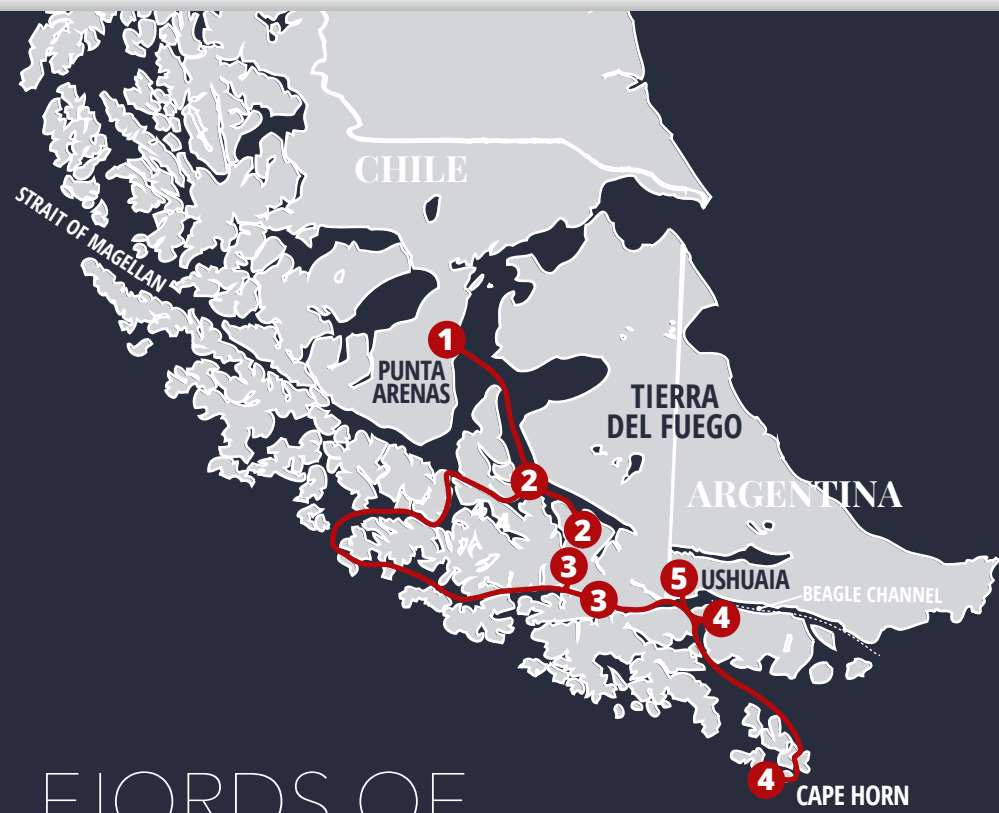 CHILE
STRAIT OF MAGELLAN
1
PUNTA
ARENAS
TIERRA
DEL FUEGO
2
ARGENTINA
2
3
5
USHUAIA
3
BEAGLE CHANNEL
4
4
CAPE HORN
FJORDS OF